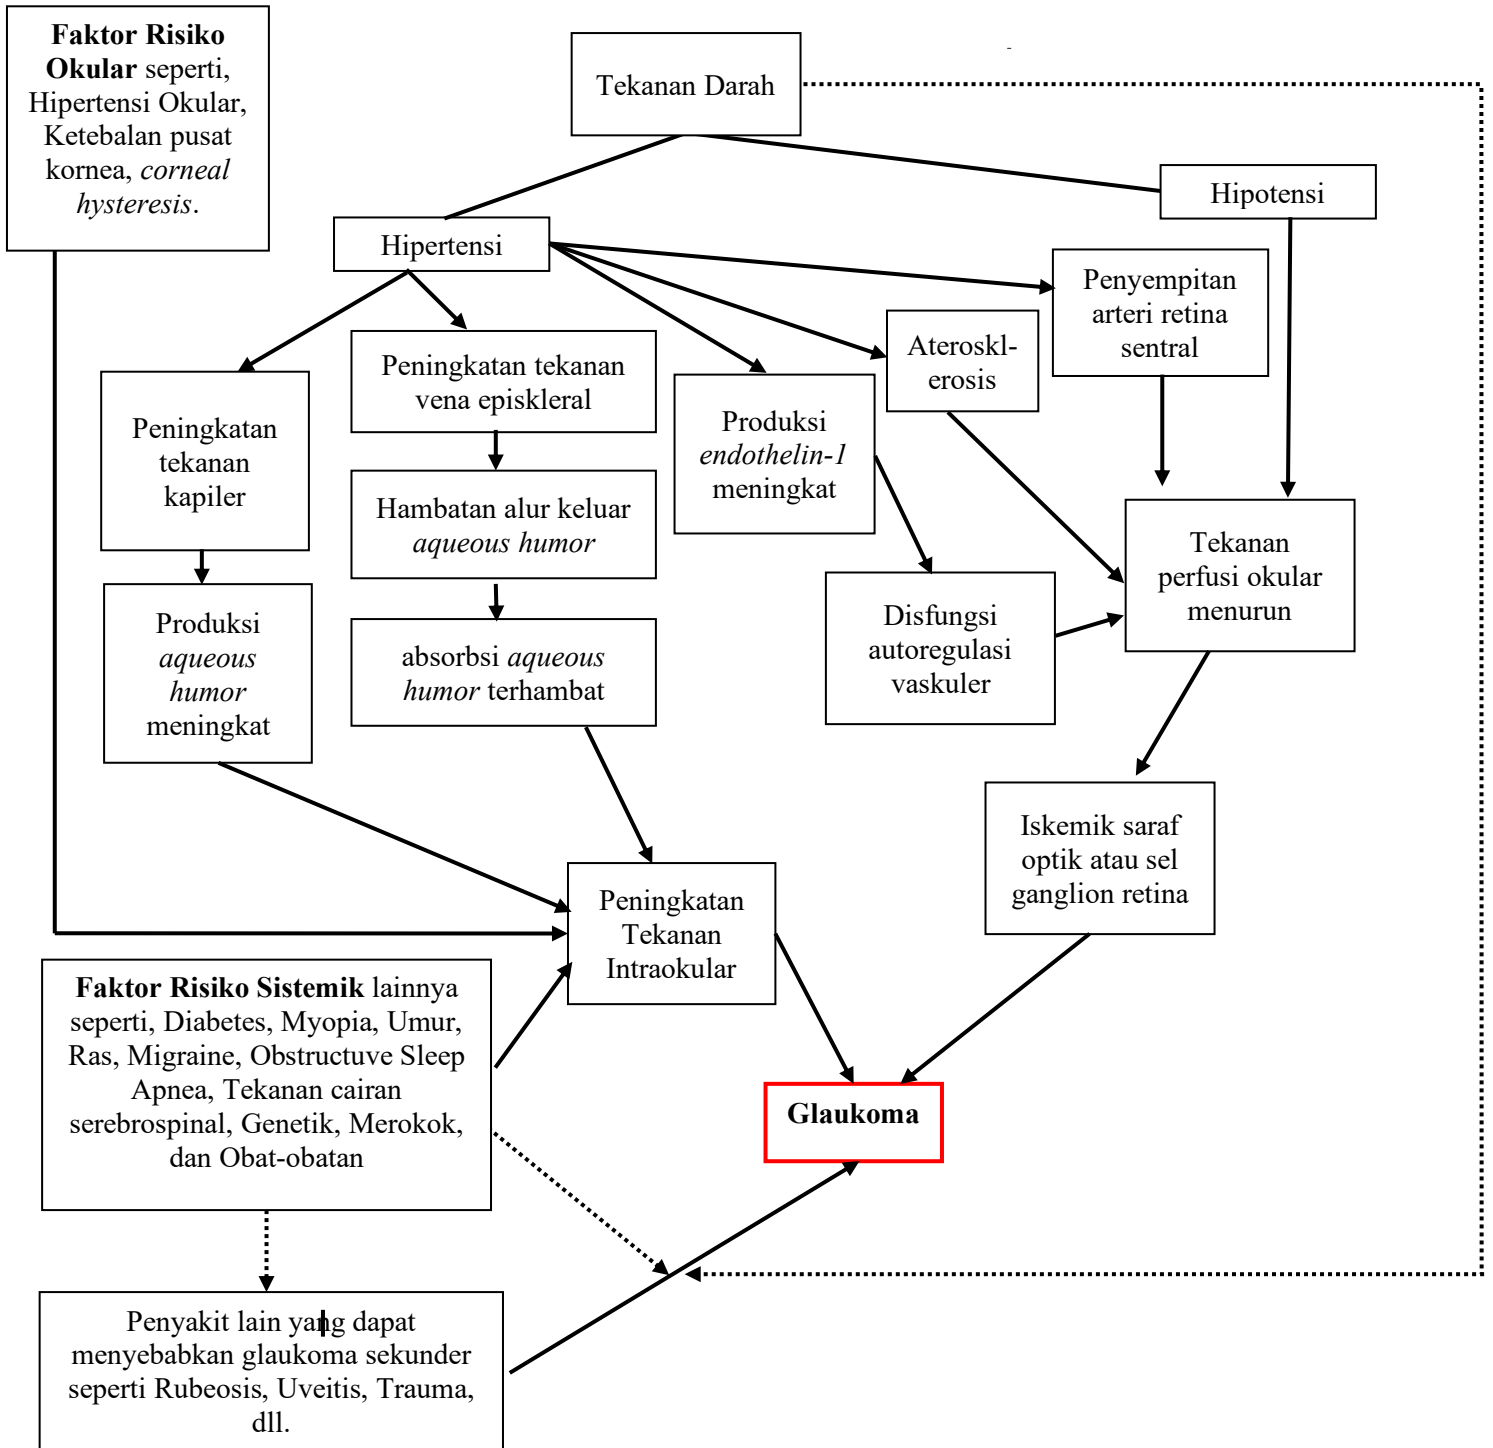 Faktor Risiko
Okular seperti,
Hipertensi Okular,
Ketebalan pusat
kornea, corneal
hysteresis.
Tekanan Darah
Hipotensi
Hipertensi
Penyempitan
arteri retina
sentral
Ateroskl-
erosis
Peningkatan tekanan
vena episkleral
Peningkatan
tekanan
kapiler
Produksi
endothelin-1
meningkat
Hambatan alur keluar
aqueous humor
Tekanan
perfusi okular
menurun
Produksi
aqueous
humor
meningkat
absorbsi aqueous
humor terhambat
Disfungsi
autoregulasi
vaskuler
Iskemik saraf
optik atau sel
ganglion retina
Peningkatan
Tekanan
Intraokular
Faktor Risiko Sistemik lainnya
seperti, Diabetes, Myopia, Umur,
Ras, Migraine, Obstructuve Sleep
Apnea, Tekanan cairan
serebrospinal, Genetik, Merokok,
dan Obat-obatan
Glaukoma
Penyakit lain yang dapat
menyebabkan glaukoma sekunder
seperti Rubeosis, Uveitis, Trauma,
dll.